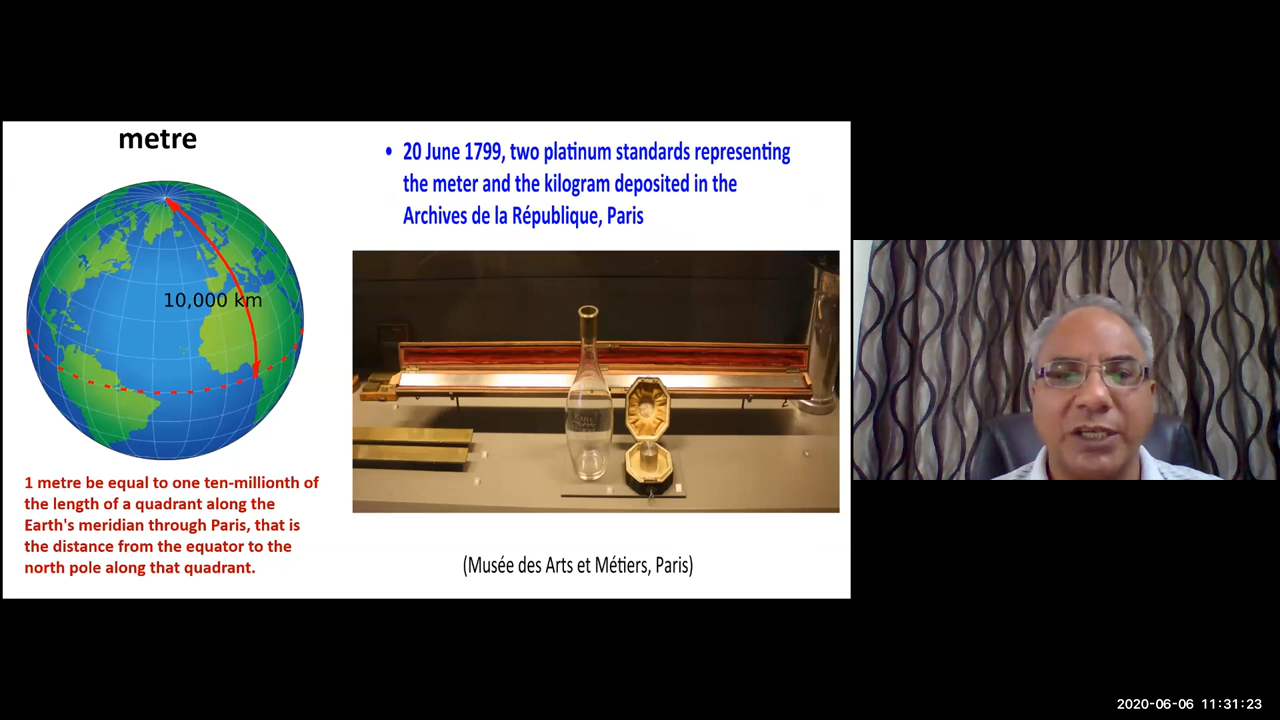 metre
10,000 km
1 metre be equal to one ten-millionth of
the length of a quadrant along the
Earth's meridian through Paris, that is
the distance from the equator to the
north pole along that quadrant.
• 20 June 1799, two platinum standards representing
the meter and the kilogram deposited in the
Archives de la République, Paris
(Musée des Arts et Métiers, Paris)
2020-06-06 11:31:23